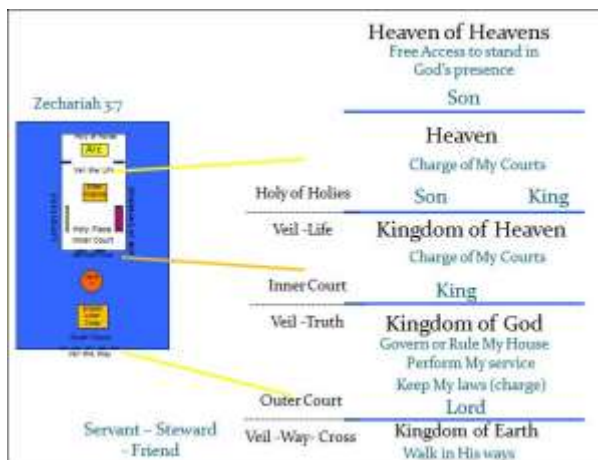 Heaven of Heavens
Free Access to stand in
God's presence
Son
Zechariah 3:7
Heaven
Charge of My Courts
Holy of Holies
Son King
Veil -Life
Kingdom of Heaven
Charge of My Courts
Inner Court
King
Veil -Truth
Kingdom of God
Govern or Rule My House
Perform My service
Keep My laws (charge)
Outer Court
Lord
Veil -Way- Cross
Kingdom of Earth
Walk in His ways
Servant – Steward
- Friend
Holy Place
Inner Court